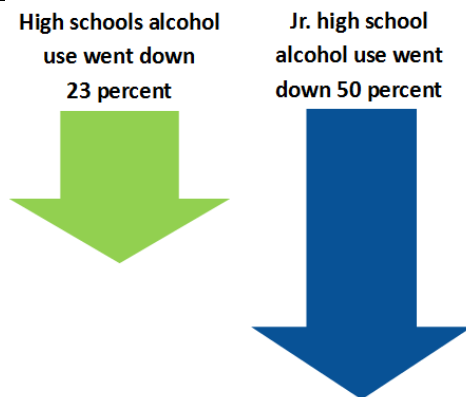 High schools alcohol
use went down
23 percent
Jr. high school
alcohol use went
down 50 percent